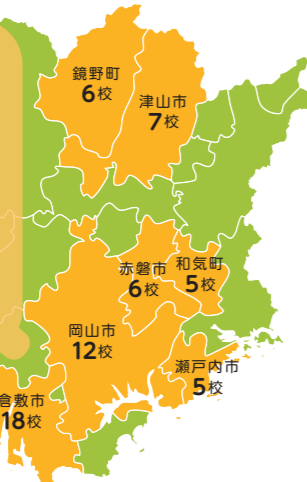 鏡野町
6校
津山市
7校
赤磐市
6校
和気町
5校
岡山市
12校
瀬戸内市
5校
倉敷市
18校